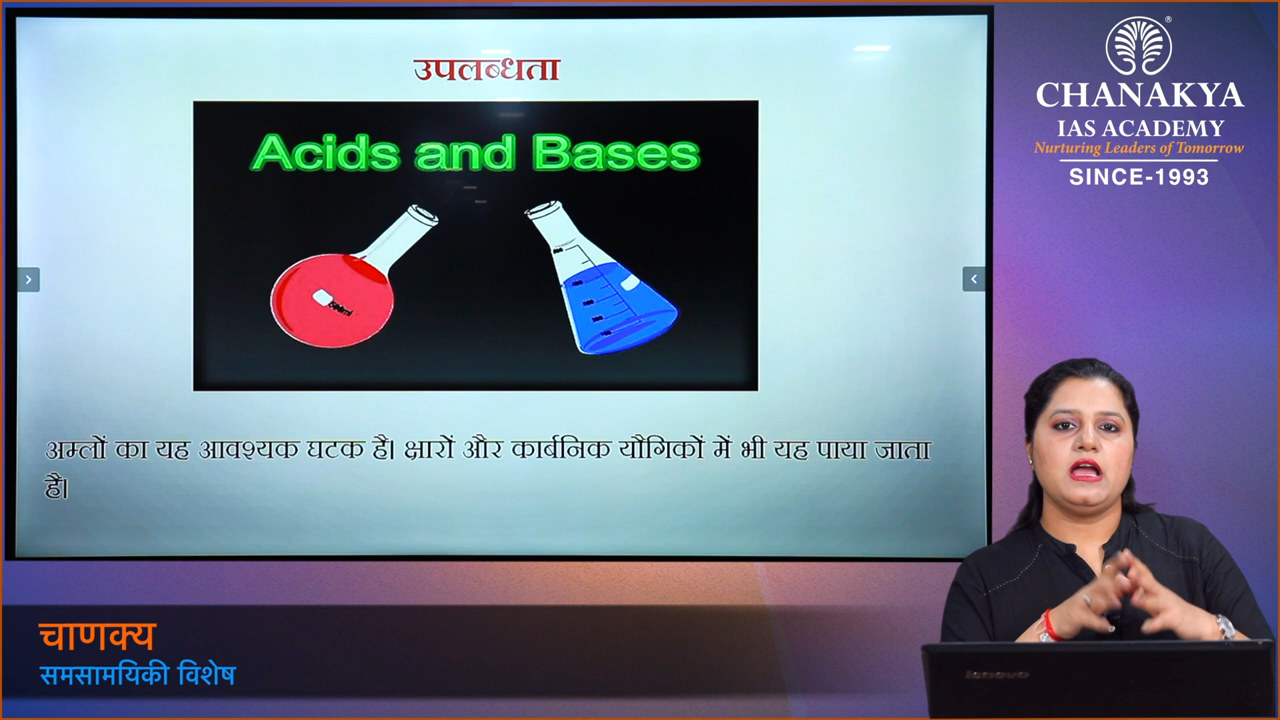 उपलब्धता
Acids and Bases
अम्लों का यह आवश्यक घटक है। क्षारों और कार्बनिक यौगिकों में भी यह पाया जाता
है।
CHANAKYA
IAS ACADEMY
Nurturing Leaders of Tomorrow
SINCE-1993
चाणक्य
समसामयिकी विशेष
lenovo